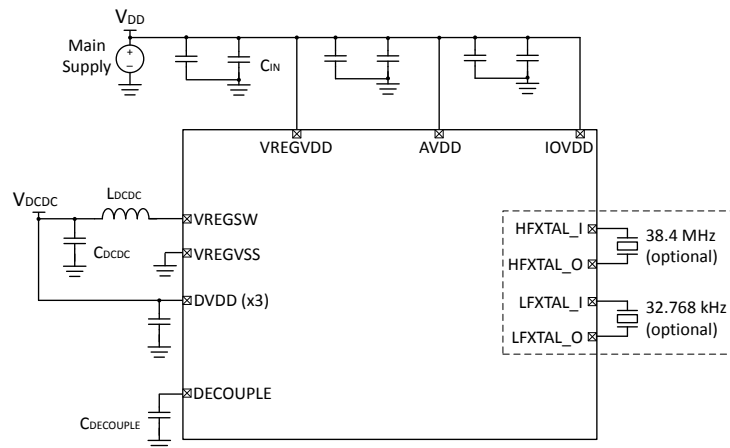 VDD
Main
Supply
+
−
CIN
VREGVDD
AVDD
IOVDD
VDCDC
LDCDC
VREGSW
CDCDC
VREGVSS
DVDD (x3)
DECOUPLE
CDECOUPLE
HFXTAL_I
HFXTAL_O
38.4 MHz
(optional)
LFXTAL_I
LFXTAL_O
32.768 kHz
(optional)